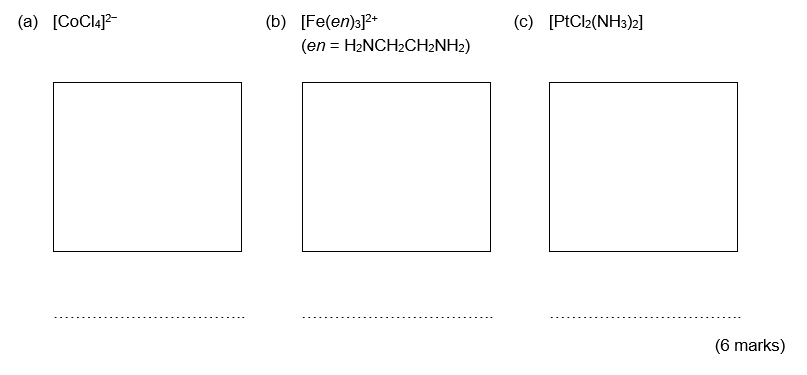 (a) [CoCl₄]²⁻ (b) [Fe(en)₃]²⁺ (c) [PtCl₂(NH₃)₂]
(en = H₂NCH₂CH₂NH₂)
(6 marks)